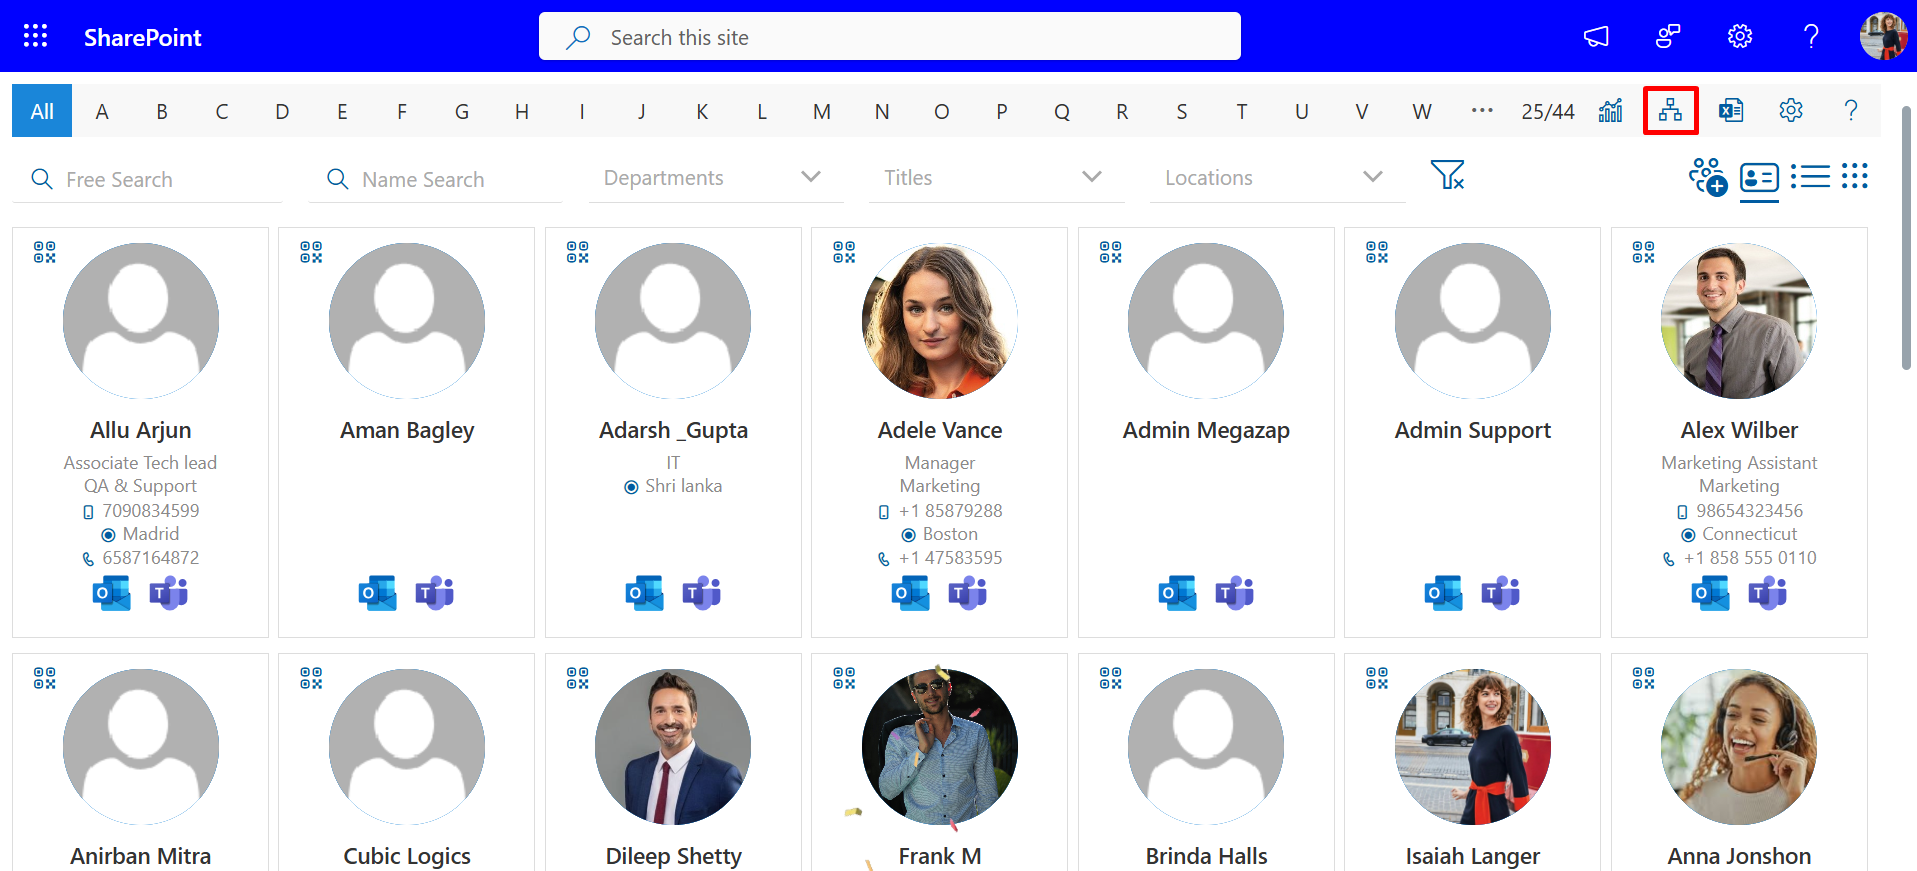 SharePoint
Search this site
All A B C D E F G H I J K L M N O P Q R S T U V W ··· 25/44 ?
Free Search Name Search Departments Titles Locations
Allu Arjun
Associate Tech lead
QA & Support
7090834599
Madrid
6587164872
Aman Bagley
Adarsh _Gupta
IT
Shri lanka
Adele Vance
Manager
Marketing
+1 85879288
Boston
+1 47583595
Admin Megazap
Admin Support
Alex Wilber
Marketing Assistant
Marketing
98654323456
Connecticut
+1 858 555 0110
Anirban Mitra
Cubic Logics
Dileep Shetty
Frank M
Brinda Halls
Isaiah Langer
Anna Jonshon